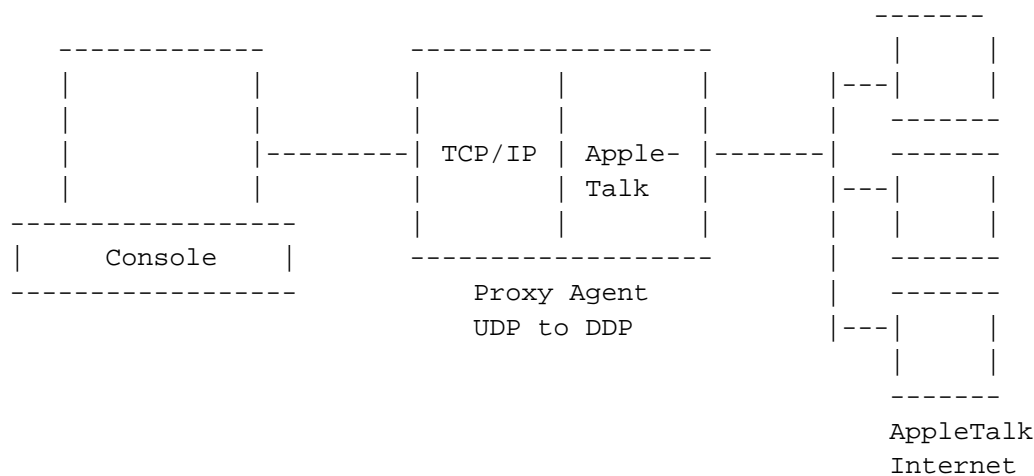 TCP/IP
Apple-
Talk
Console
Proxy Agent
UDP to DDP
AppleTalk
Internet